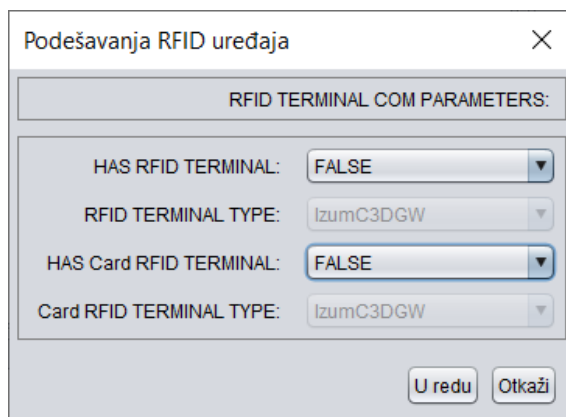 Podešavanja RFID uređaja
RFID TERMINAL COM PARAMETERS:
HAS RFID TERMINAL: FALSE
RFID TERMINAL TYPE: IzumC3DGW
HAS Card RFID TERMINAL: FALSE
Card RFID TERMINAL TYPE: IzumC3DGW
U redu Otkaži